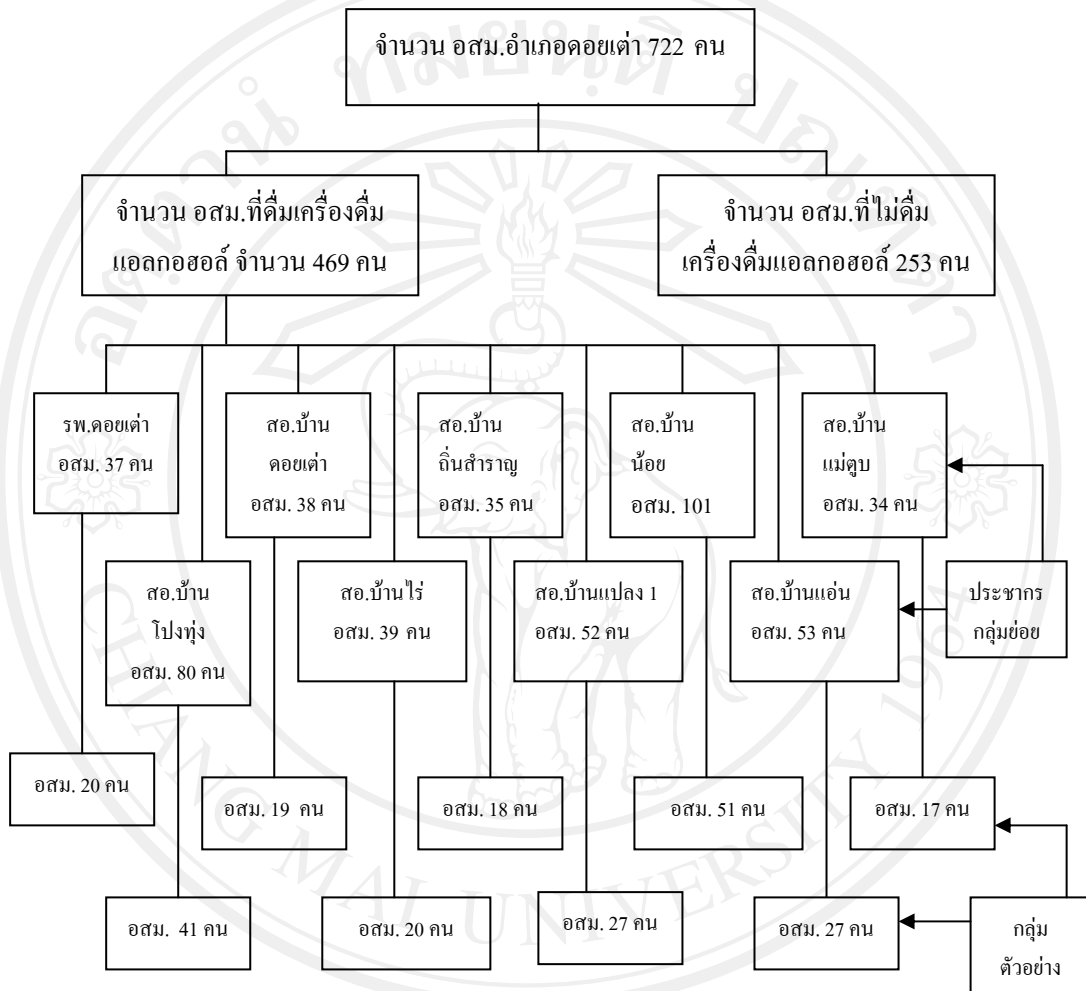 จำนวน อสม.อำเภอดอยเต่า 722 คน
จำนวน อสม.ที่ดื่มเครื่องดื่ม
แอลกอฮอล์ จำนวน 469 คน
จำนวน อสม.ที่ไม่ดื่ม
เครื่องดื่มแอลกอฮอล์ 253 คน
รพ.ดอยเต่า
อสม. 37 คน
สอ.บ้าน
ดอยเต่า
อสม. 38 คน
สอ.บ้าน
ถิ่นสำราญ
อสม. 35 คน
สอ.บ้าน
น้อย
อสม. 101
สอ.บ้าน
แม่ตูบ
อสม. 34 คน
สอ.บ้าน
โปงทุ่ง
อสม. 80 คน
สอ.บ้านไร่
อสม. 39 คน
สอ.บ้านแปลง 1
อสม. 52 คน
สอ.บ้านแอ่น
อสม. 53 คน
ประชากร
กลุ่มย่อย
อสม. 20 คน
อสม. 19 คน
อสม. 18 คน
อสม. 51 คน
อสม. 17 คน
อสม. 41 คน
อสม. 20 คน
อสม. 27 คน
อสม. 27 คน
กลุ่ม
ตัวอย่าง
CHIANG MAI UNIVERSITY 1964